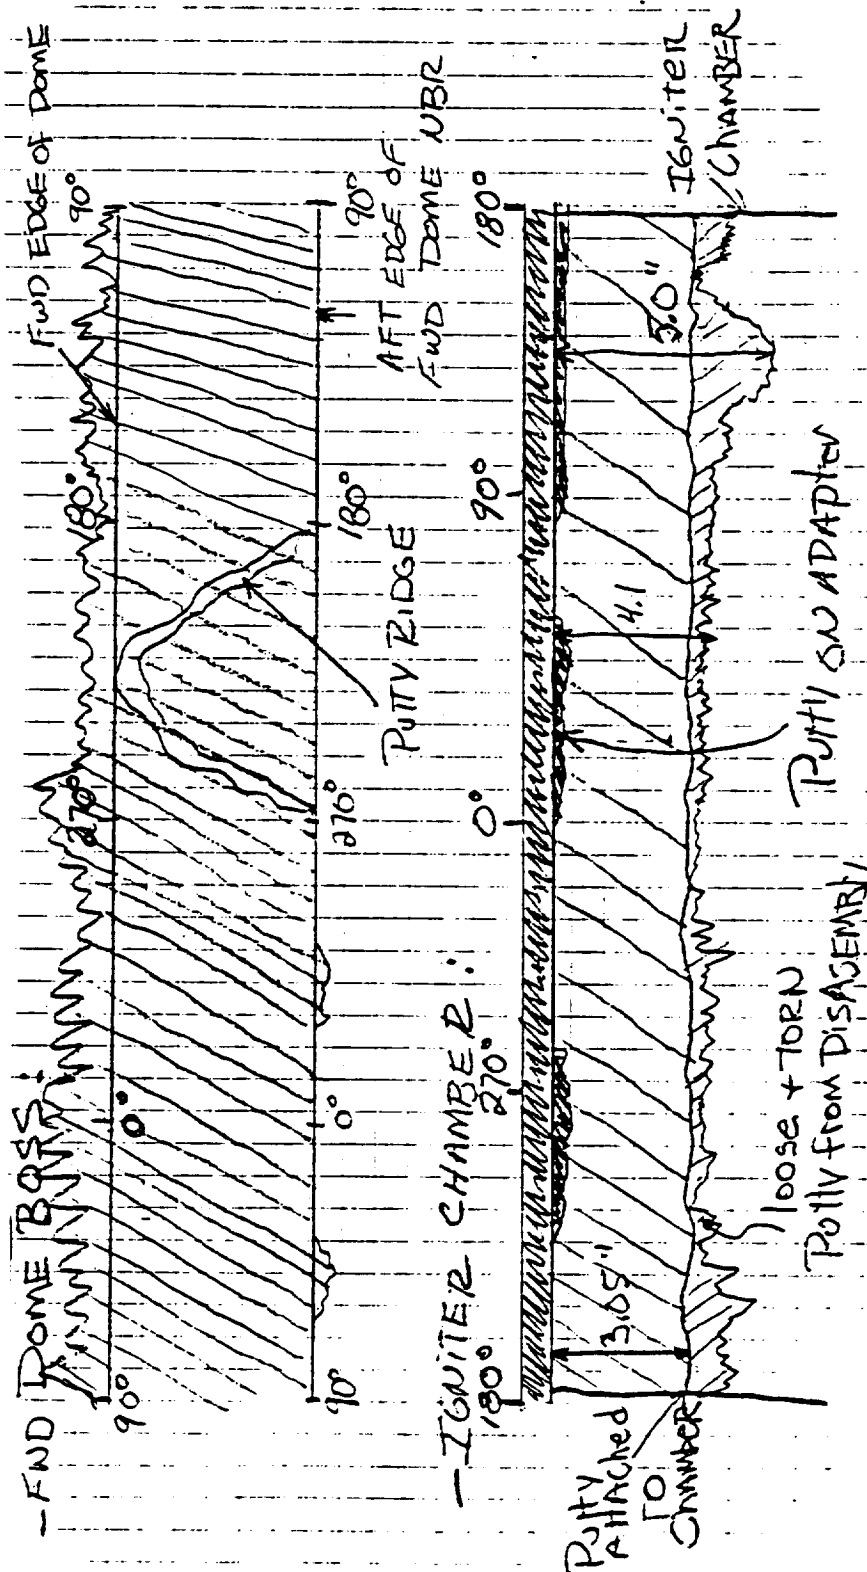 - FWD DOME BOSS:
FWD EDGE OF DOME
90°
0°
270°
180°
90°
90°
0°
270°
180°
90°
PUTTY RIDGE
AFT EDGE OF
FWD DOME NBR
- IGNITER CHAMBER:
180°
270°
0°
90°
180°
3.05"
4.1
5.0"
Putty
Attached
TO
Chamber
loose + TORN
Putty from DISASEMBLY
Putty ON ADAPter
IGNiter
ChAMBER